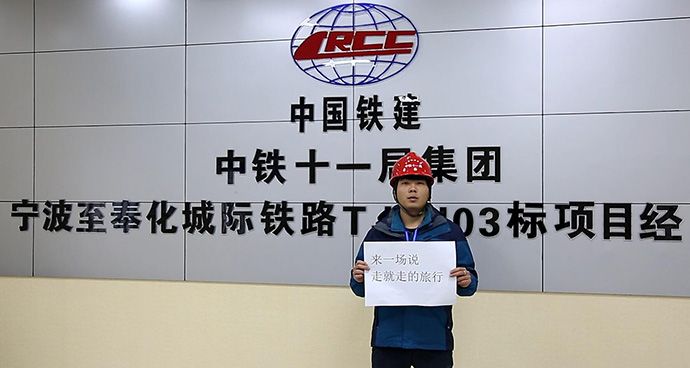 CRCC
中国铁建
中铁十一局集团
宁波至奉化城际铁路T 03标项目经
来一场说
走就走的旅行